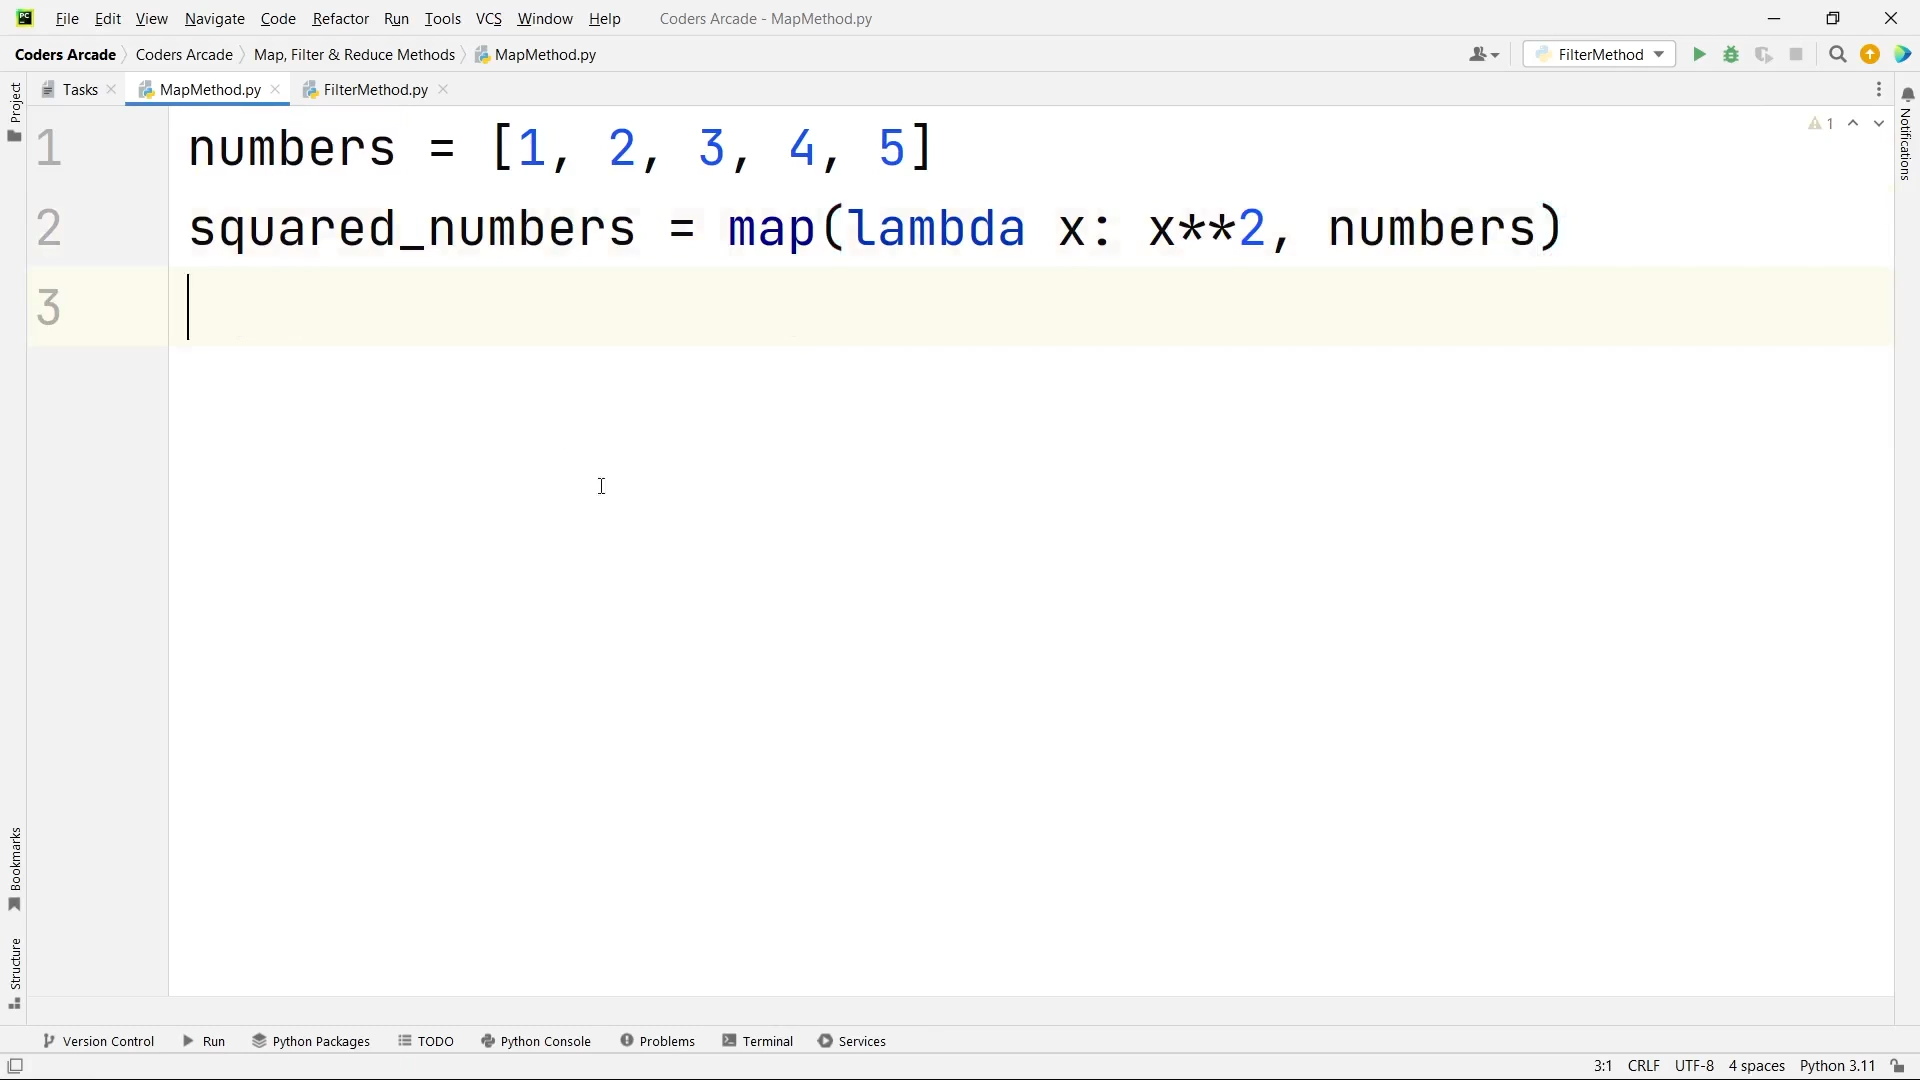 File Edit View Navigate Code Refactor Run Tools VCS Window Help Coders Arcade - MapMethod.py
Coders Arcade Coders Arcade Map, Filter & Reduce Methods MapMethod.py FilterMethod
Tasks MapMethod.py FilterMethod.py
Project
Notifications
1
1 numbers = [1, 2, 3, 4, 5]
2 squared_numbers = map(lambda x: x**2, numbers)
3
Bookmarks
Structure
Version Control Run Python Packages TODO Python Console Problems Terminal Services
3:1 CRLF UTF-8 4 spaces Python 3.11